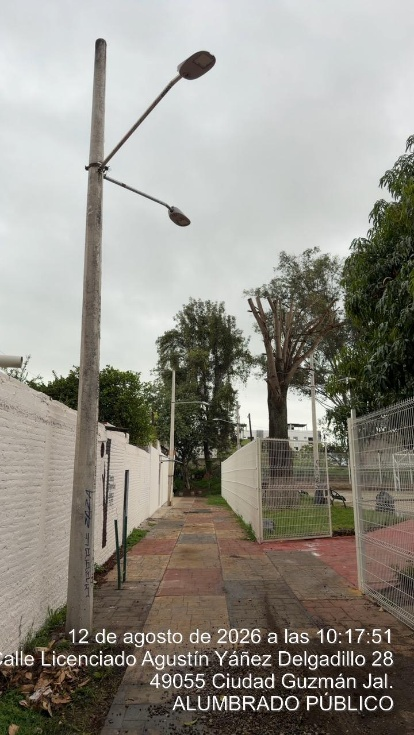 12 de agosto de 2026 a las 10:17:51
Calle Licenciado Agustín Yáñez Delgadillo 28
49055 Ciudad Guzmán Jal.
ALUMBRADO PÚBLICO